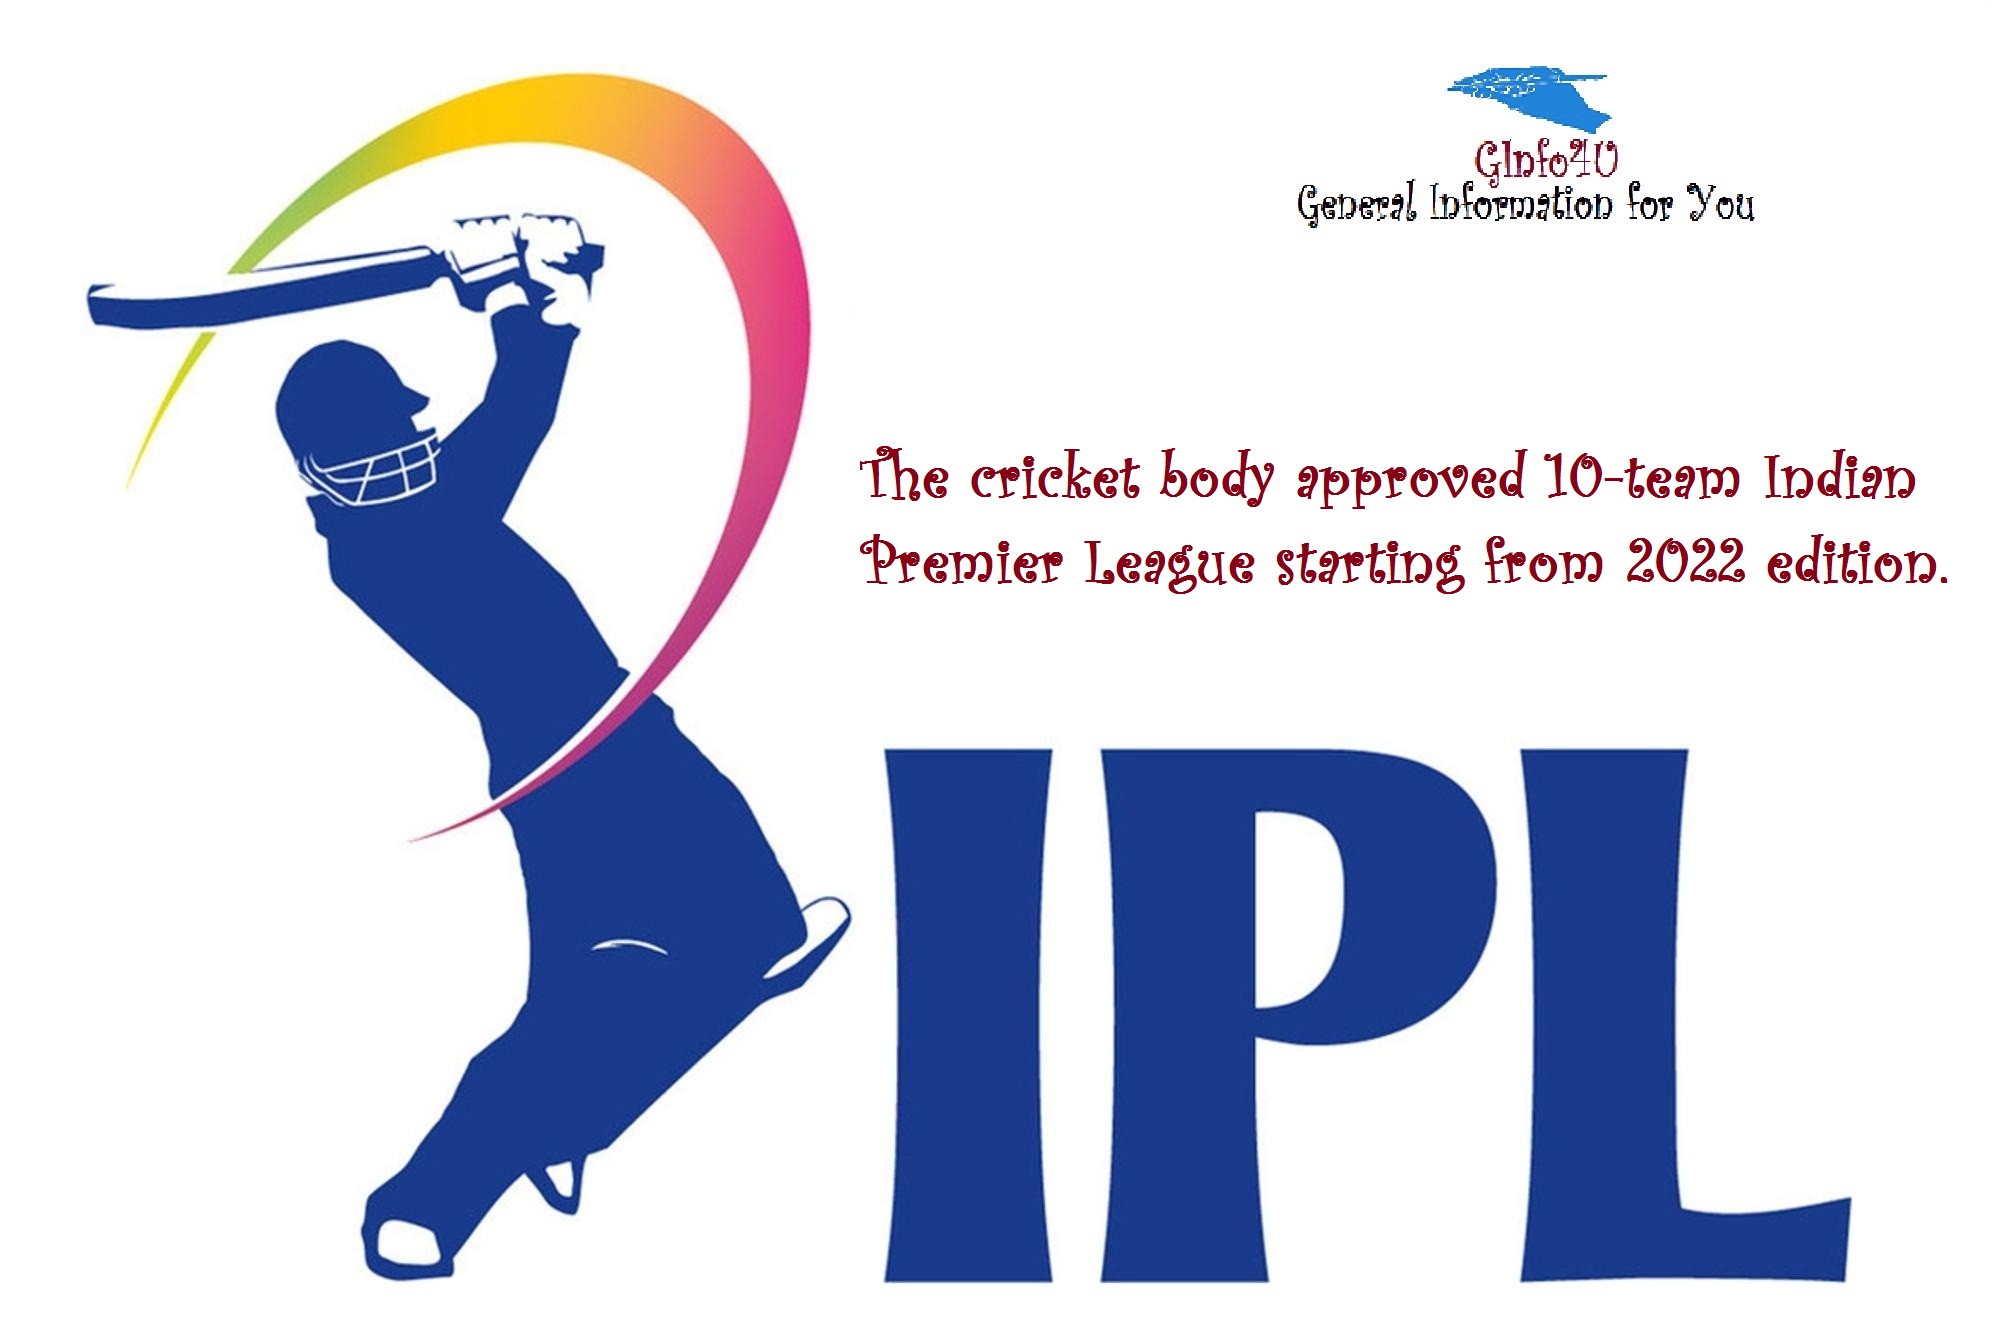 GInfo4U
General Information for You
The cricket body approved 10-team Indian
Premier League starting from 2022 edition.
IPL